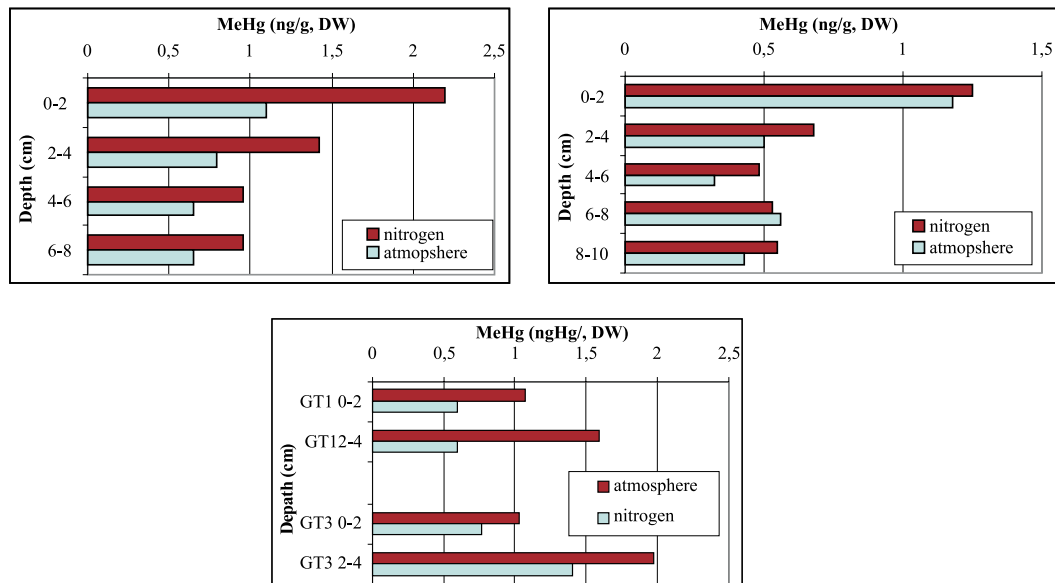 MeHg (ng/g, DW)
0 0,5 1 1,5 2 2,5
Depth (cm)
0-2
2-4
4-6
6-8
nitrogen
atmopshere
MeHg (ng/g, DW)
0 0,5 1 1,5
Depth (cm)
0-2
2-4
4-6
6-8
8-10
nitrogen
atmopshere
MeHg (ngHg/, DW)
0 0,5 1 1,5 2 2,5
Depath (cm)
GT1 0-2
GT12-4
GT3 0-2
GT3 2-4
atmosphere
nitrogen